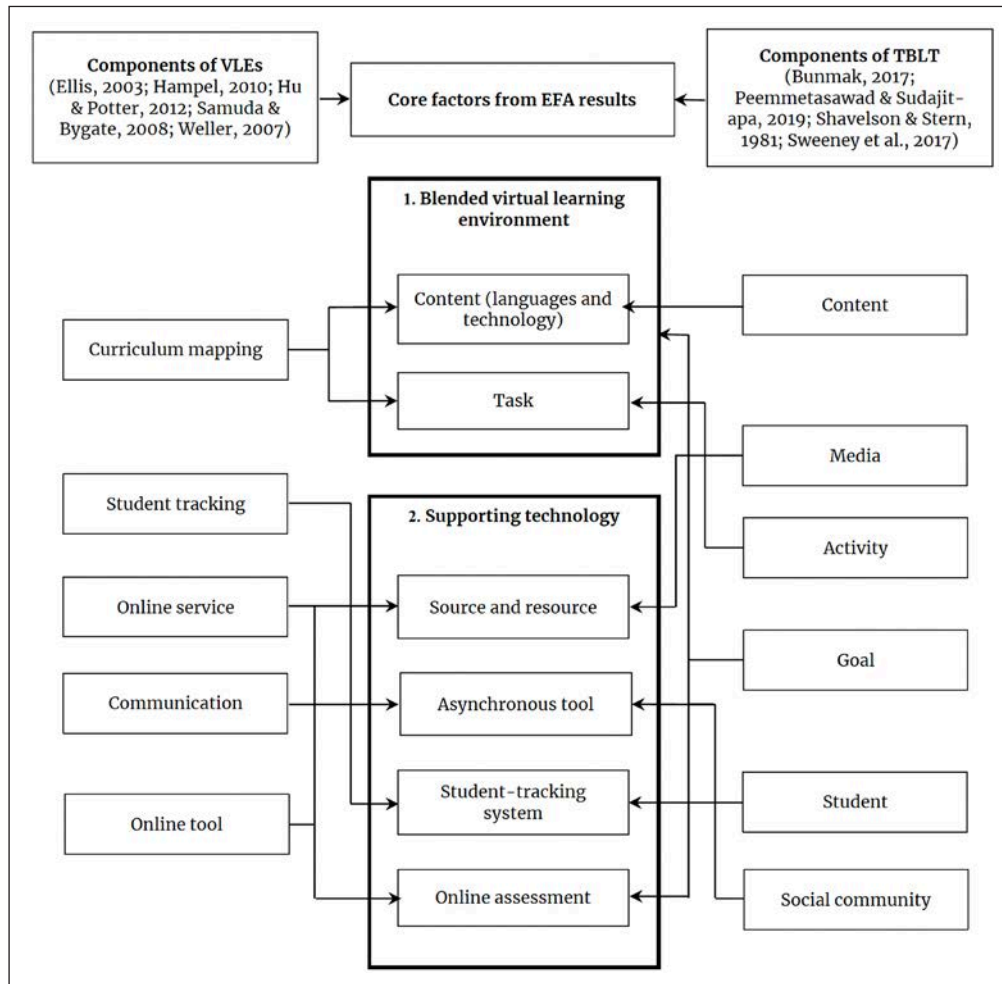 Components of VLEs
(Ellis, 2003; Hampel, 2010; Hu
& Potter, 2012; Samuda &
Bygate, 2008; Weller, 2007)
Core factors from EFA results
Components of TBLT
(Bunmak, 2017;
Peemmetasawad & Sudajit-
apa, 2019; Shavelson & Stern,
1981; Sweeney et al., 2017)
1. Blended virtual learning
environment
Content (languages and
technology)
Content
Curriculum mapping
Task
Media
Student tracking
2. Supporting technology
Activity
Online service
Source and resource
Goal
Communication
Asynchronous tool
Student-tracking
system
Student
Online tool
Online assessment
Social community